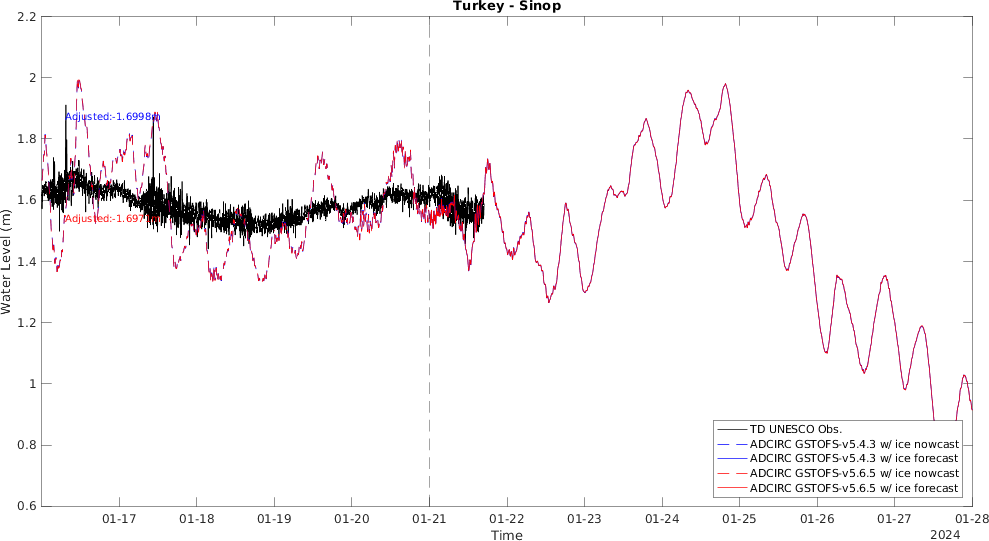 Turkey - Sinop
Water Level (m)
2.2
2
1.8
1.6
1.4
1.2
1
0.8
0.6
Adjusted:-1.6998m
TD UNESCO Obs.
ADCIRC GSTOFS-v5.4.3 w/ ice nowcast
ADCIRC GSTOFS-v5.4.3 w/ ice forecast
ADCIRC GSTOFS-v5.6.5 w/ ice nowcast
ADCIRC GSTOFS-v5.6.5 w/ ice forecast
01-17
01-18
01-19
01-20
01-21
01-22
01-23
01-24
01-25
01-26
01-27
01-28
Time
2024